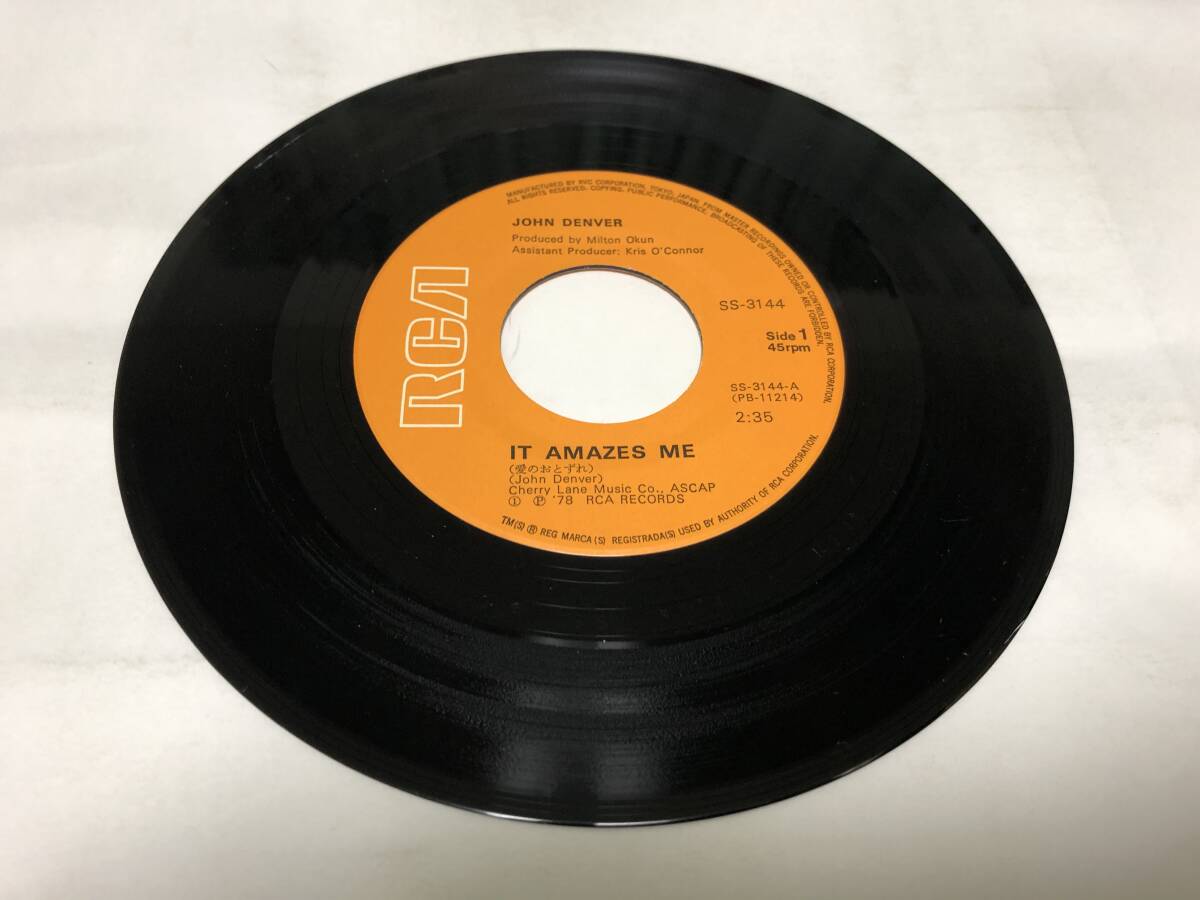 MANUFACTURED BY RVC CORPORATION, TOKYO, JAPAN, FROM MASTER RECORDINGS OWNED OR CONTROLLED BY RCA CORPORATION.
ALL RIGHTS RESERVED. COPYING, PUBLIC PERFORMANCE, BROADCASTING OF THESE RECORDS ARE FORBIDDEN.
JOHN DENVER
Produced by Milton Okun
Assistant Producer: Kris O'Connor
RCA
SS-3144
Side 1
45rpm
SS-3144-A
(PB-11214)
2:35
IT AMAZES ME
(愛のおとずれ)
(John Denver)
Cherry Lane Music Co., ASCAP
① ℗ '78 RCA RECORDS
TM(S) ® REG MARCA(S) REGISTRADA(S) USED BY AUTHORITY OF RCA CORPORATION.